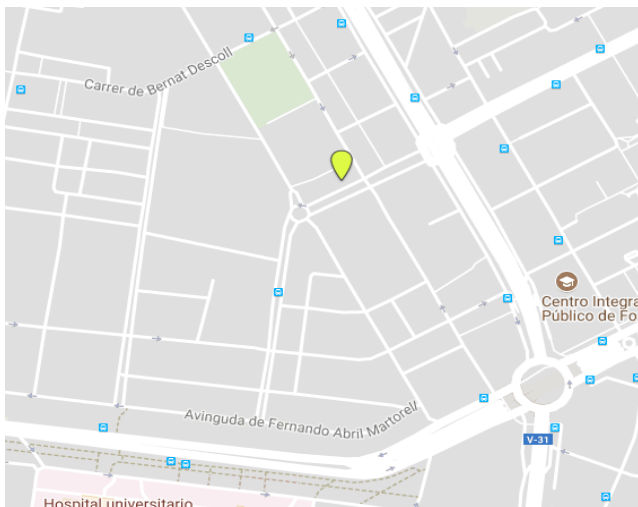 Carrer de Bernat Descoll
Centro Integra
Público de Fo
Avinguda de Fernando Abril Martorell
V-31
Hospital universitario